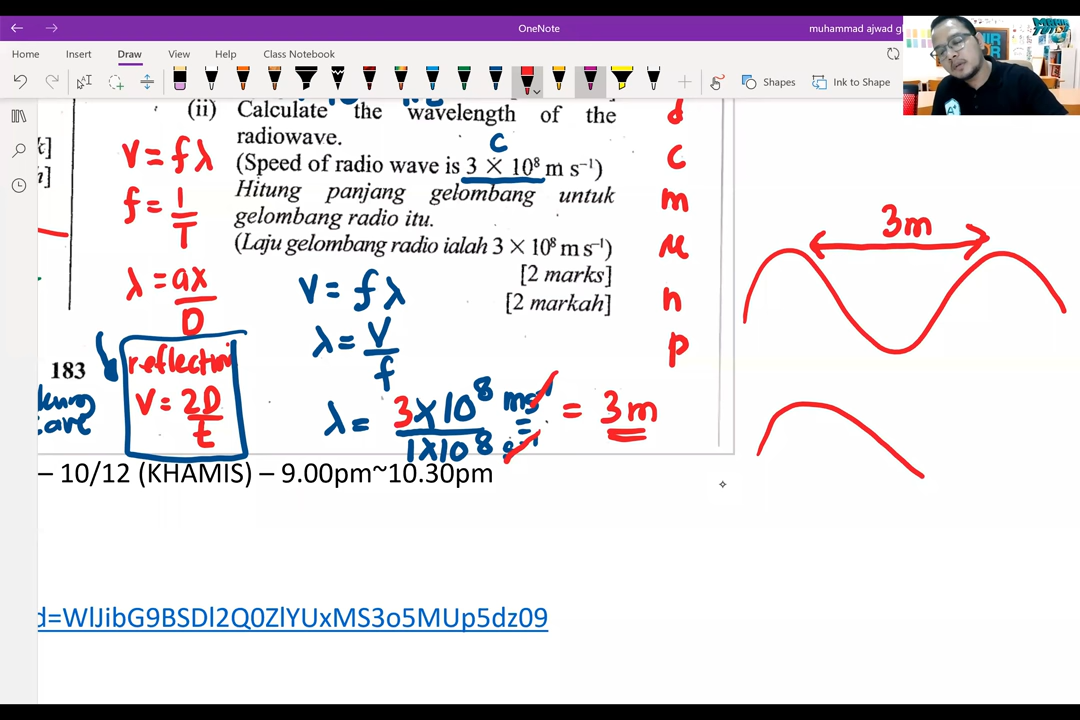 OneNote
muhammad ajwad
Home Insert Draw View Help Class Notebook
Shapes
Ink to Shape
(ii) Calculate the wavelength of the
radiowave.
c
(Speed of radio wave is 3 × 10⁸ m s⁻¹)
Hitung panjang gelombang untuk
gelombang radio itu.
(Laju gelombang radio ialah 3 × 10⁸ m s⁻¹)
[2 marks]
[2 markah]
k]
v = fλ
f = 1/T
λ = ax/D
reflection
v = 2D/t
183
v = fλ
λ = v/f
λ = 3×10⁸ ms⁻¹ / 1×10⁸ s⁻¹ = 3m
d
c
m
μ
n
p
3m
– 10/12 (KHAMIS) – 9.00pm~10.30pm
d=WlJibG9BSDl2Q0ZlYUxMS3o5MUp5dz09